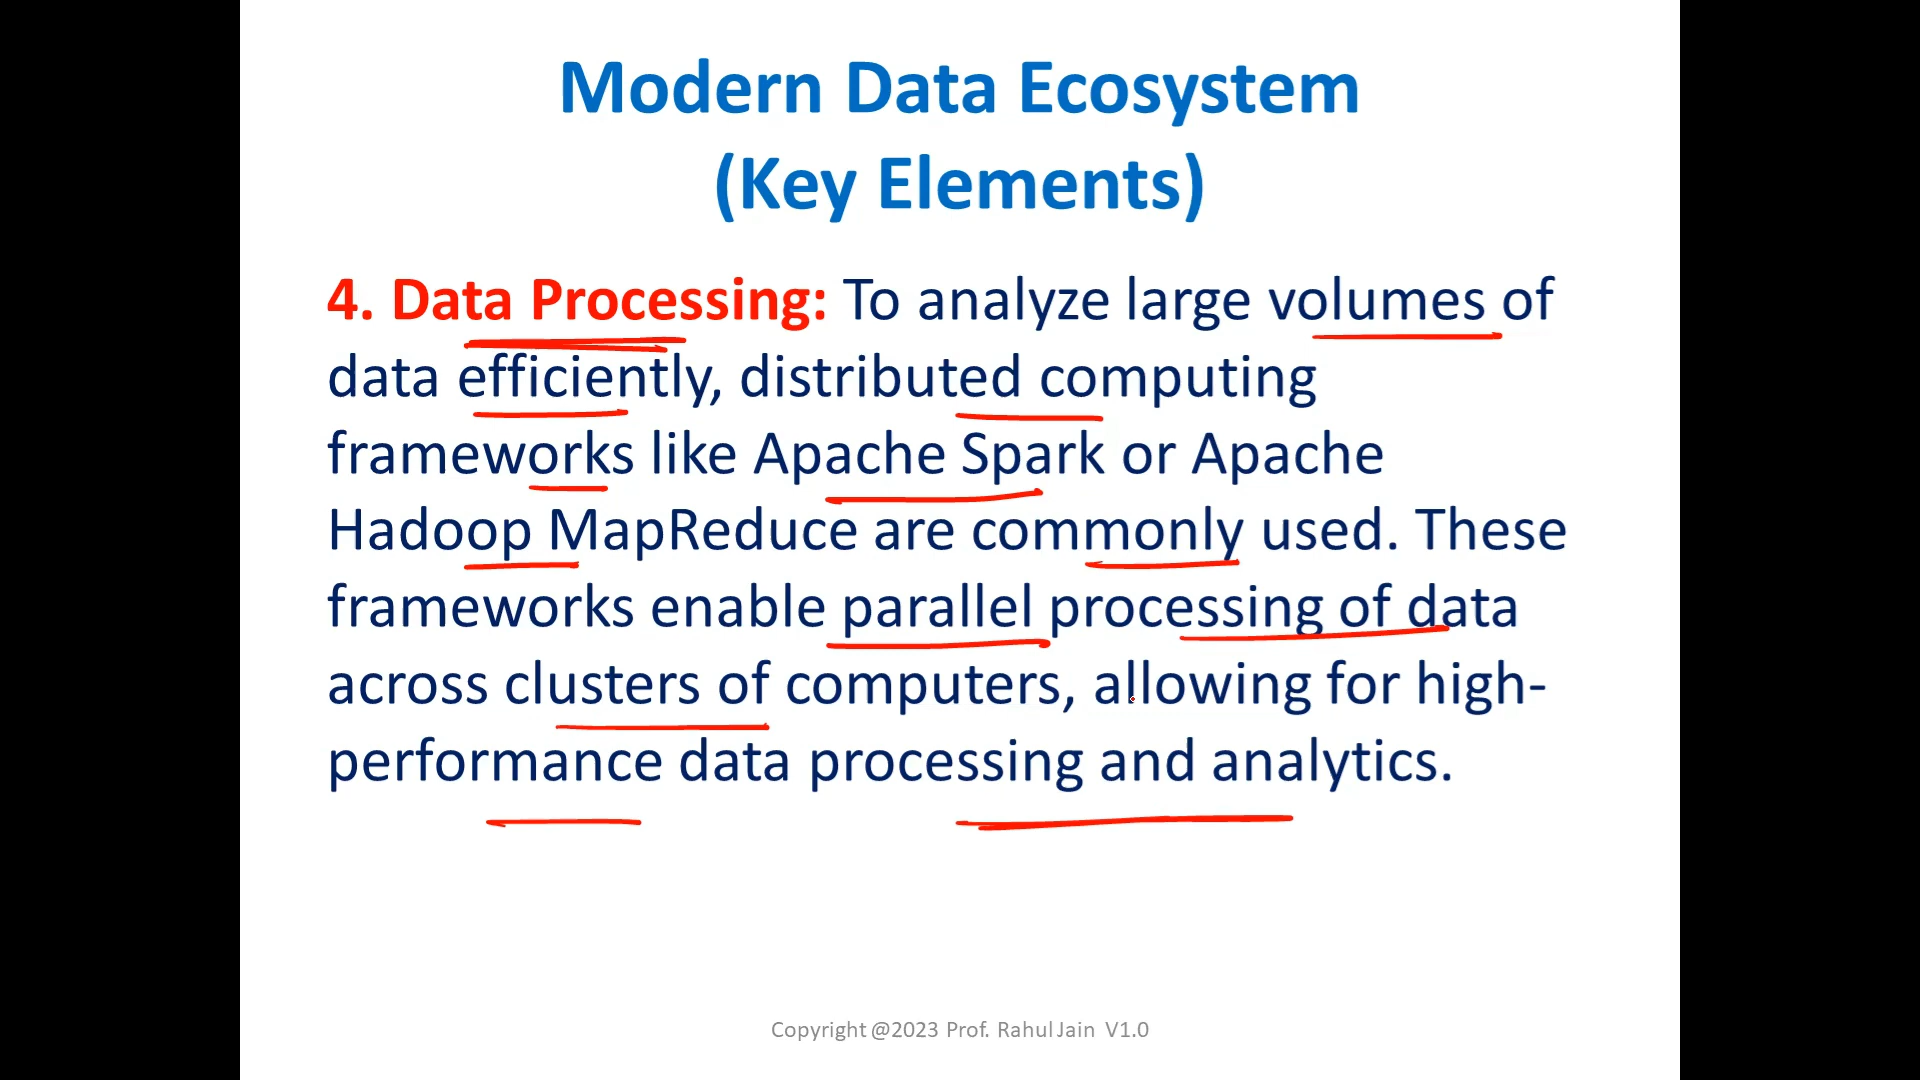 Modern Data Ecosystem
(Key Elements)
4. Data Processing: To analyze large volumes of
data efficiently, distributed computing
frameworks like Apache Spark or Apache
Hadoop MapReduce are commonly used. These
frameworks enable parallel processing of data
across clusters of computers, allowing for high-
performance data processing and analytics.
Copyright @2023 Prof. Rahul Jain V1.0